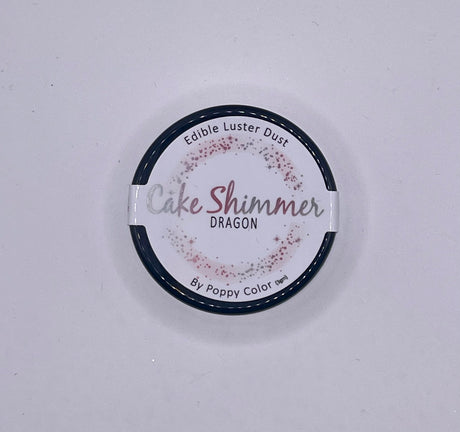 Edible Luster Dust
Cake Shimmer
DRAGON
By Poppy Color